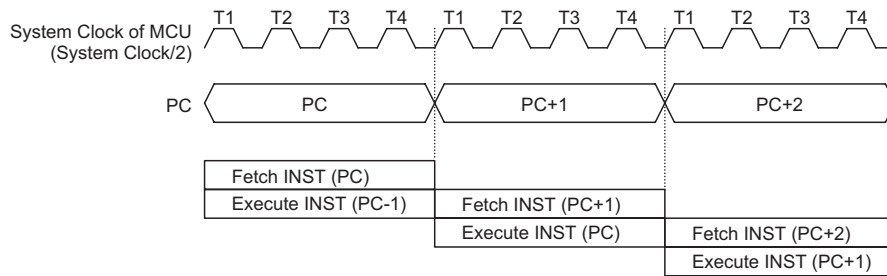 T1 T2 T3 T4 T1 T2 T3 T4 T1 T2 T3 T4
System Clock of MCU
(System Clock/2)
PC PC PC+1 PC+2
Fetch INST (PC)
Execute INST (PC-1) Fetch INST (PC+1)
Execute INST (PC) Fetch INST (PC+2)
Execute INST (PC+1)